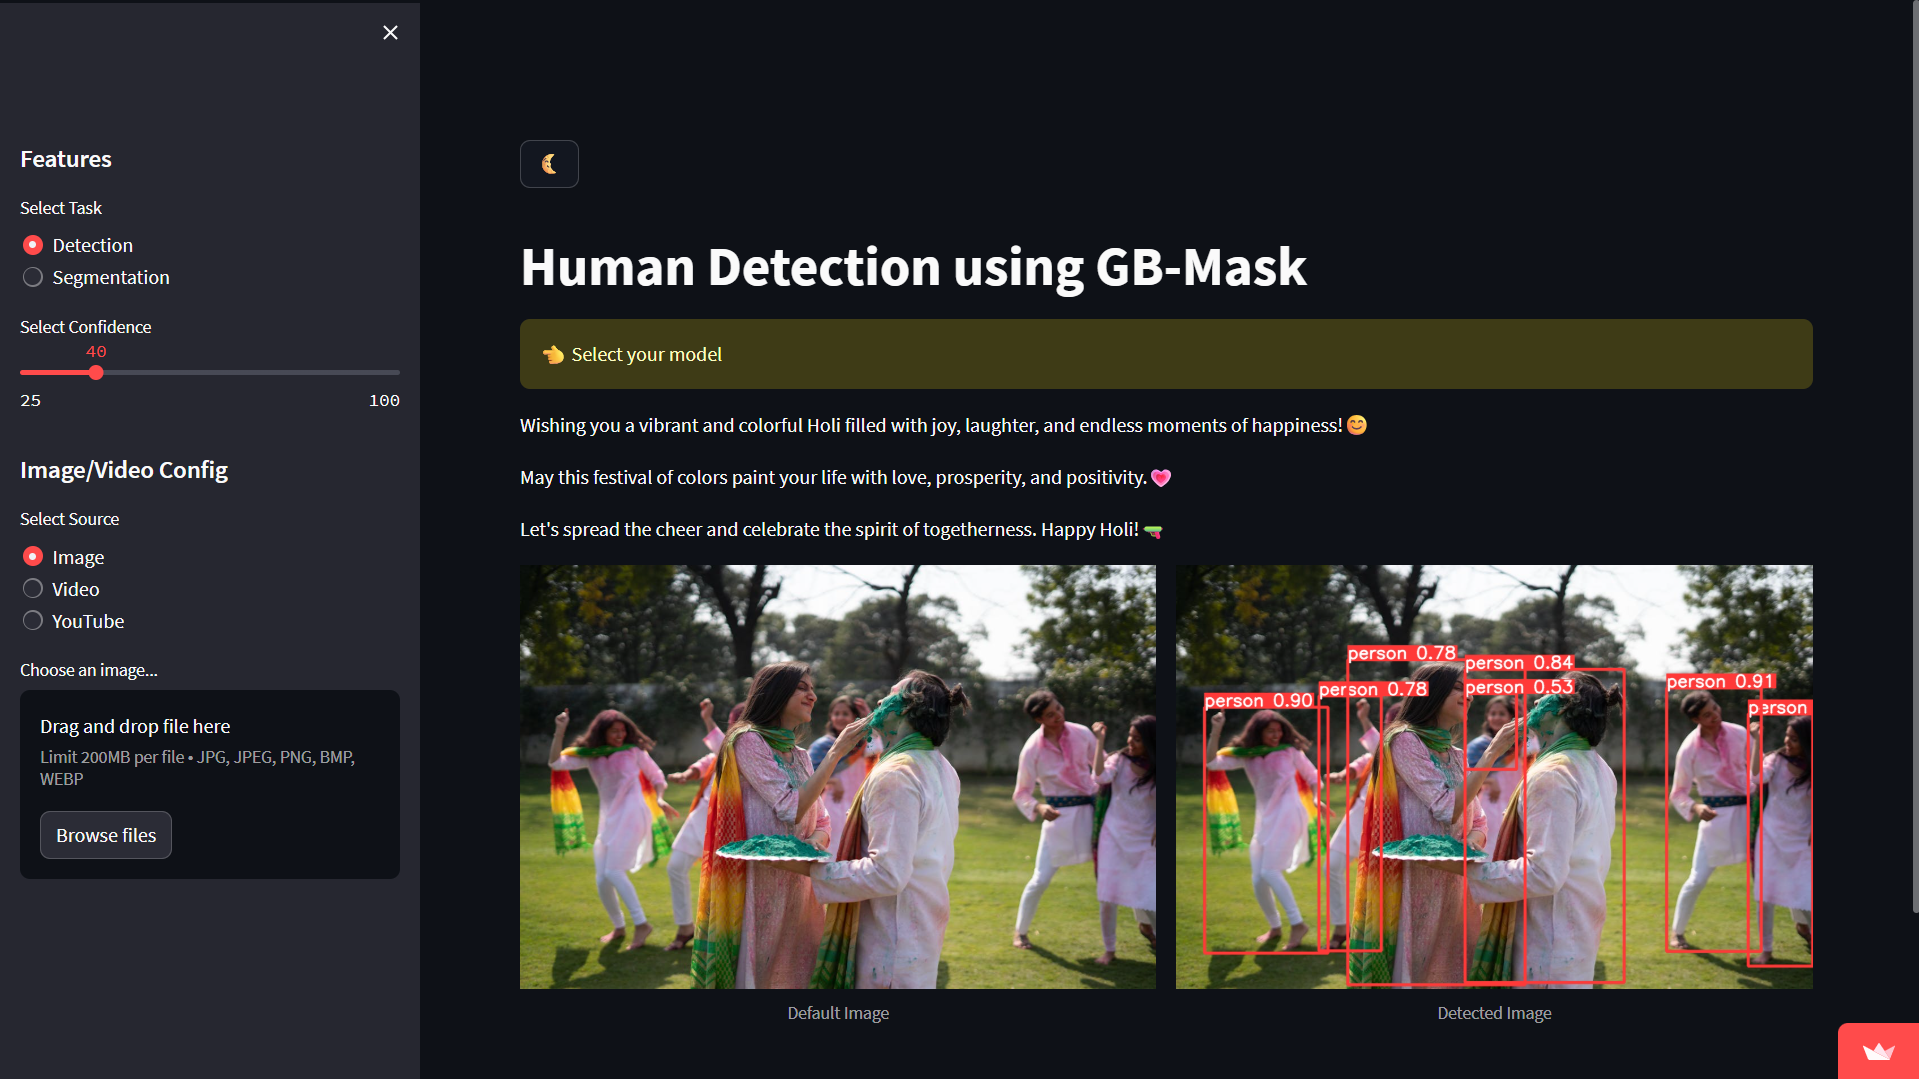 Features
Select Task
Detection
Segmentation
Select Confidence
40
25 100
Image/Video Config
Select Source
Image
Video
YouTube
Choose an image...
Drag and drop file here
Limit 200MB per file • JPG, JPEG, PNG, BMP,
WEBP
Browse files
Human Detection using GB-Mask
👈 Select your model
Wishing you a vibrant and colorful Holi filled with joy, laughter, and endless moments of happiness! 😊
May this festival of colors paint your life with love, prosperity, and positivity. 💗
Let's spread the cheer and celebrate the spirit of togetherness. Happy Holi! 🔫
person 0.78
person 0.84
person 0.90
person 0.78
person 0.53
person 0.91
person
Default Image
Detected Image